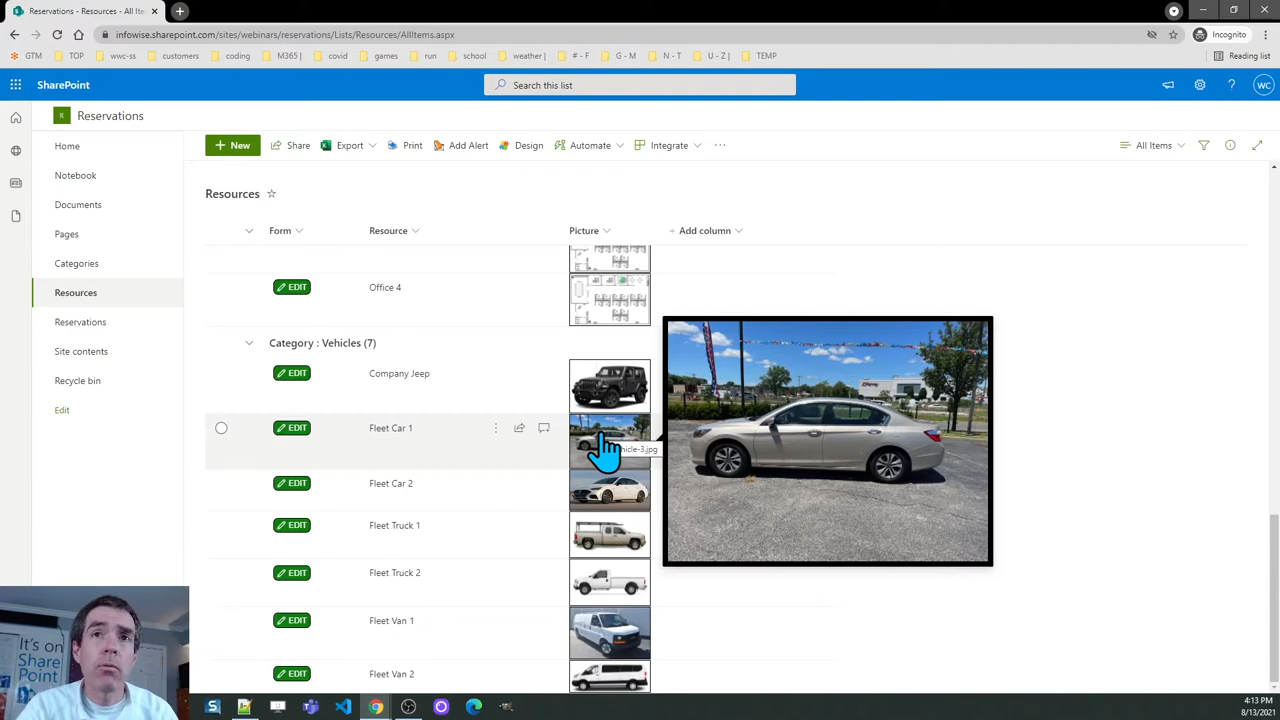 Reservations - Resources - All Ite
infowise.sharepoint.com/sites/webinars/reservations/Lists/Resources/AllItems.aspx
Incognito
GTM TOP wwc-ss customers coding M365 | covid games run school weather | # - F G - M N - T U - Z | TEMP
Reading list
SharePoint
Search this list
WC
R Reservations
Home
Notebook
Documents
Pages
Categories
Resources
Reservations
Site contents
Recycle bin
Edit
New Share Export Print Add Alert Design Automate Integrate ... All Items
Resources
Form Resource Picture + Add column
EDIT Office 4
Category : Vehicles (7)
EDIT Company Jeep
EDIT Fleet Car 1
hicle-3.jpg
EDIT Fleet Car 2
EDIT Fleet Truck 1
EDIT Fleet Truck 2
EDIT Fleet Van 1
EDIT Fleet Van 2
It's on
Share
Point
4:13 PM
8/13/2021